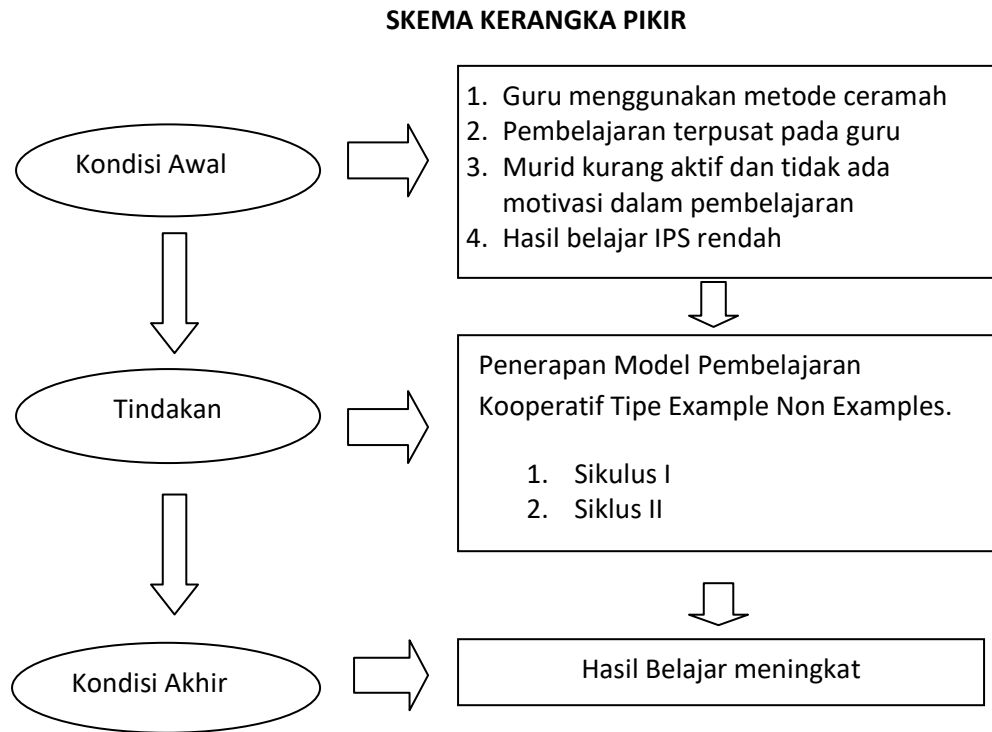 SKEMA KERANGKA PIKIR
Kondisi Awal
1. Guru menggunakan metode ceramah
2. Pembelajaran terpusat pada guru
3. Murid kurang aktif dan tidak ada
motivasi dalam pembelajaran
4. Hasil belajar IPS rendah
Tindakan
Penerapan Model Pembelajaran
Kooperatif Tipe Example Non Examples.
1. Sikulus I
2. Siklus II
Kondisi Akhir
Hasil Belajar meningkat